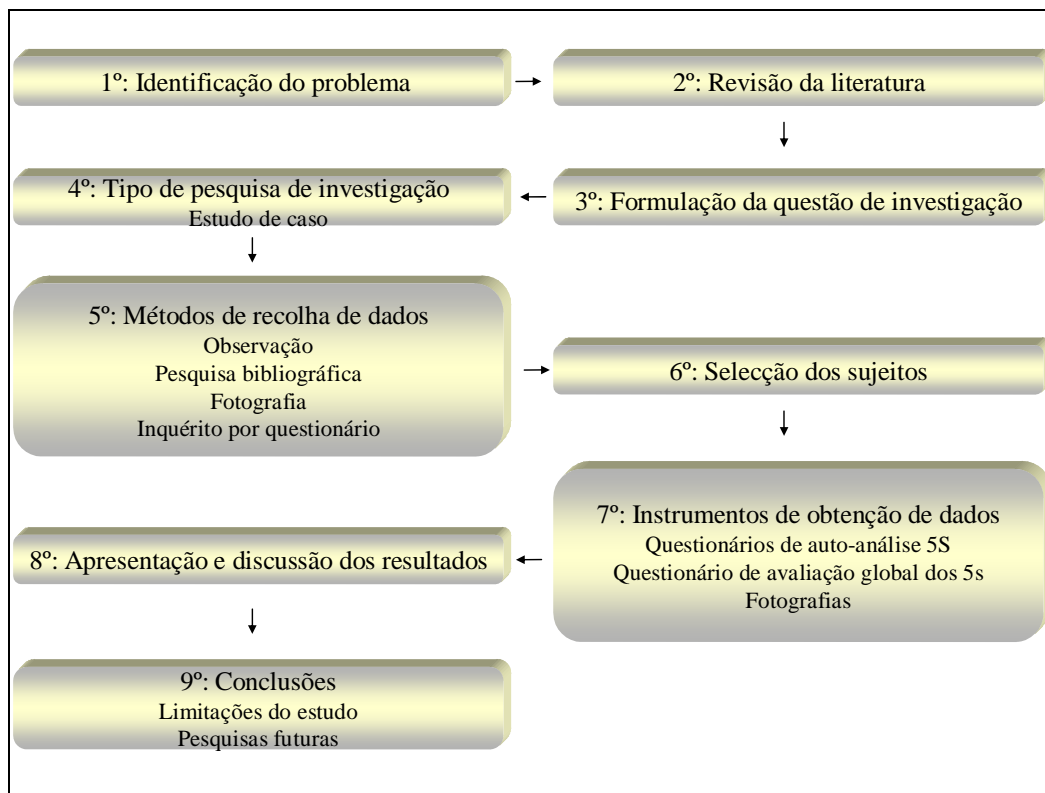 1º: Identificação do problema
2º: Revisão da literatura
3º: Formulação da questão de investigação
4º: Tipo de pesquisa de investigação
Estudo de caso
5º: Métodos de recolha de dados
Observação
Pesquisa bibliográfica
Fotografia
Inquérito por questionário
6º: Selecção dos sujeitos
7º: Instrumentos de obtenção de dados
Questionários de auto-análise 5S
Questionário de avaliação global dos 5s
Fotografias
8º: Apresentação e discussão dos resultados
9º: Conclusões
Limitações do estudo
Pesquisas futuras